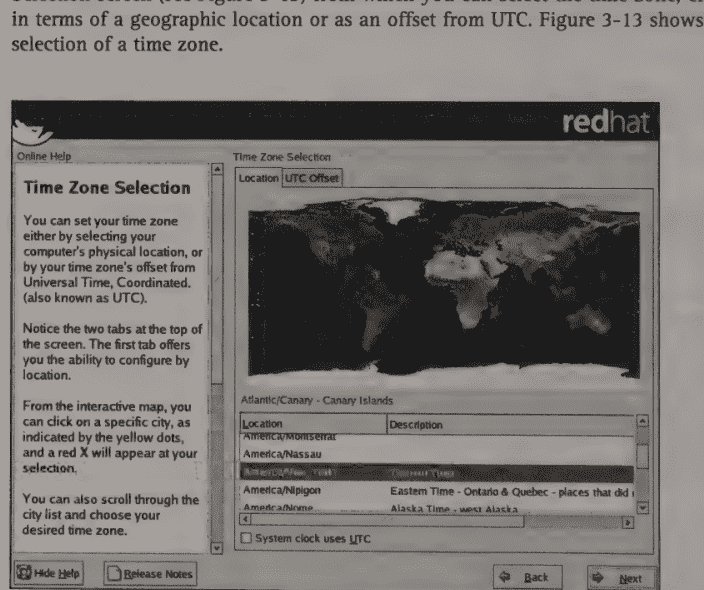 in terms of a geographic location or as an offset from UTC. Figure 3-13 shows
selection of a time zone.
redhat
Online Help
Time Zone Selection
You can set your time zone
either by selecting your
computer's physical location, or
by your time zone's offset from
Universal Time, Coordinated.
(also known as UTC).
Notice the two tabs at the top of
the screen. The first tab offers
you the ability to configure by
location.
From the interactive map, you
can click on a specific city, as
indicated by the yellow dots,
and a red X will appear at your
selection.
You can also scroll through the
city list and choose your
desired time zone.
Time Zone Selection
Location UTC Offset
Atlantic/Canary - Canary Islands
Location Description
America/Montserrat
America/Nassau
America/New York Eastern Time
America/Nipigon Eastern Time - Ontario & Quebec - places that did
America/Nome Alaska Time - west Alaska
System clock uses UTC
Hide Help Release Notes Back Next